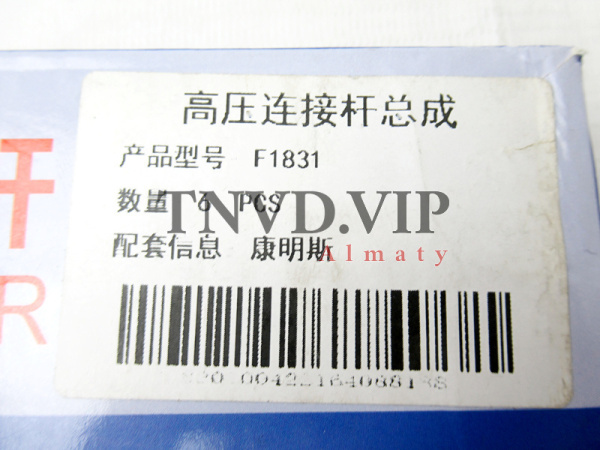 高压连接杆总成
产品型号 F1831
数量 6 PCS
TNVD.VIP
配套信息 康明斯
Almaty
杆
R